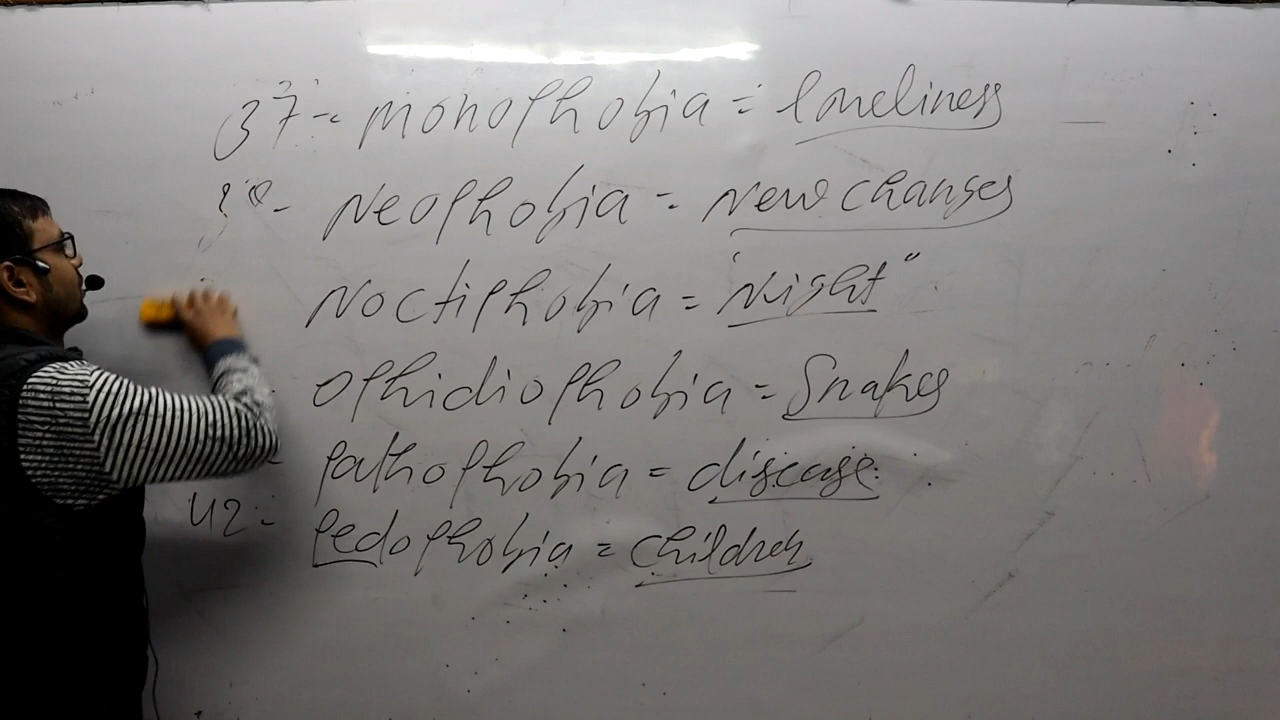 37 - monophobia = loneliness
38 - Neophobia = New changes
Noctiphobia = "Night"
Ophidiophobia = Snakes
- Pathophobia = disease.
42 - Pedophobia = children